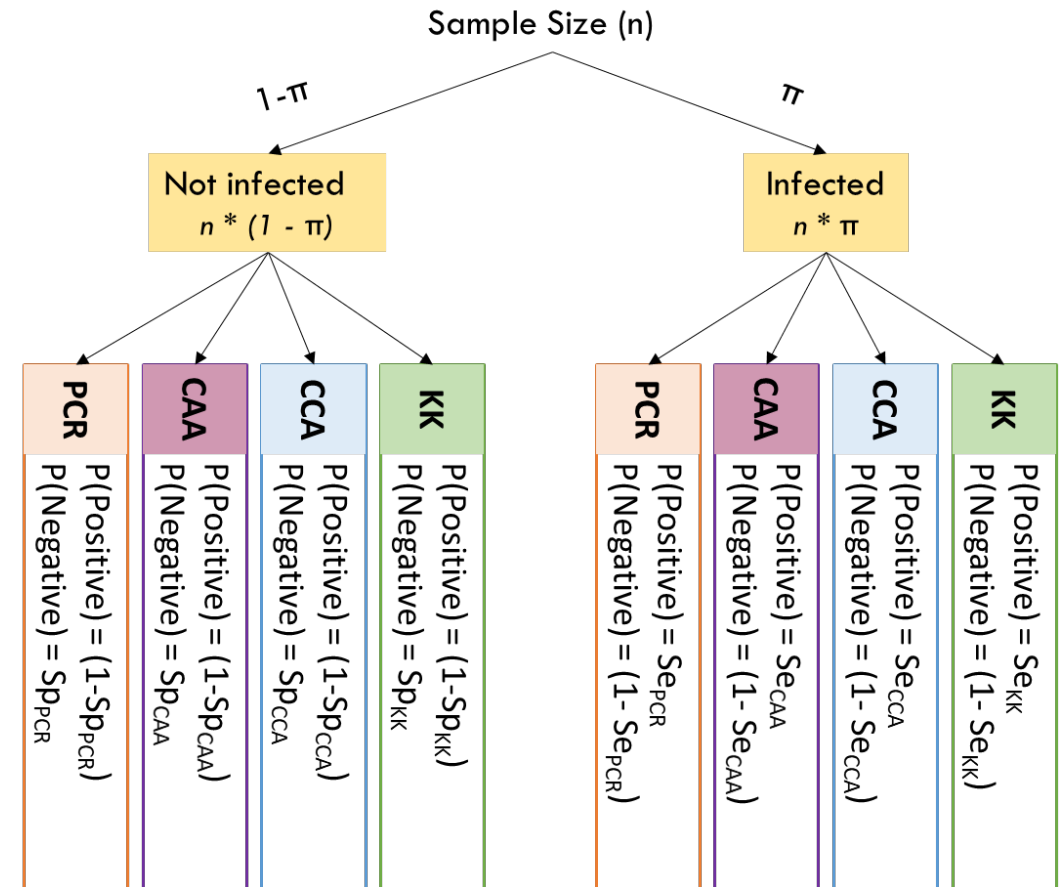 Sample Size (n)
1-π
π
Not infected
n * (1 - π)
Infected
n * π
PCR
P(Positive) = (1-Sp_PCR)
P(Negative) = Sp_PCR
CAA
P(Positive) = (1-Sp_CAA)
P(Negative) = Sp_CAA
CCA
P(Positive) = (1-Sp_CCA)
P(Negative) = Sp_CCA
KK
P(Positive) = (1-Sp_KK)
P(Negative) = Sp_KK
PCR
P(Positive) = Se_PCR
P(Negative) = (1- Se_PCR)
CAA
P(Positive) = Se_CAA
P(Negative) = (1- Se_CAA)
CCA
P(Positive) = Se_CCA
P(Negative) = (1- Se_CCA)
KK
P(Positive) = Se_KK
P(Negative) = (1- Se_KK)